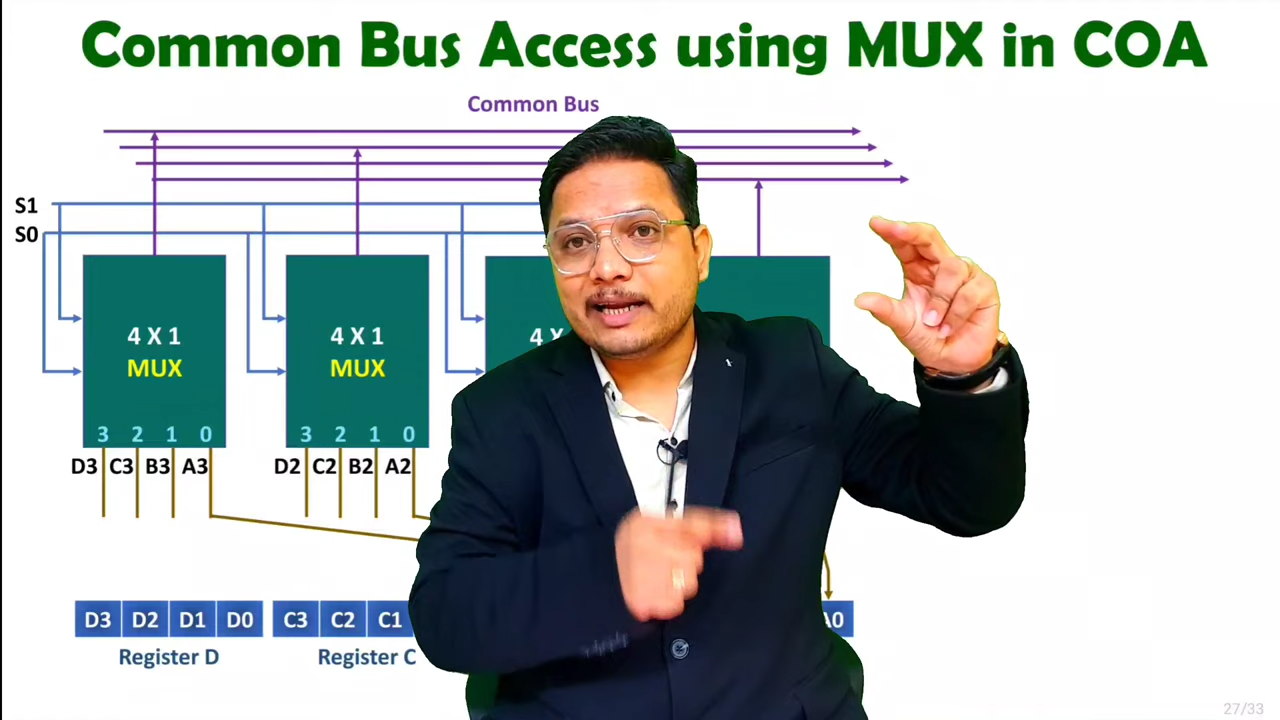 Common Bus Access using MUX in COA
Common Bus
S1
S0
4 X 1
MUX
3 2 1 0
D3 C3 B3 A3
4 X 1
MUX
3 2 1 0
D2 C2 B2 A2
4 X
D3 D2 D1 D0
Register D
C3 C2 C1
Register C
A0
27/33